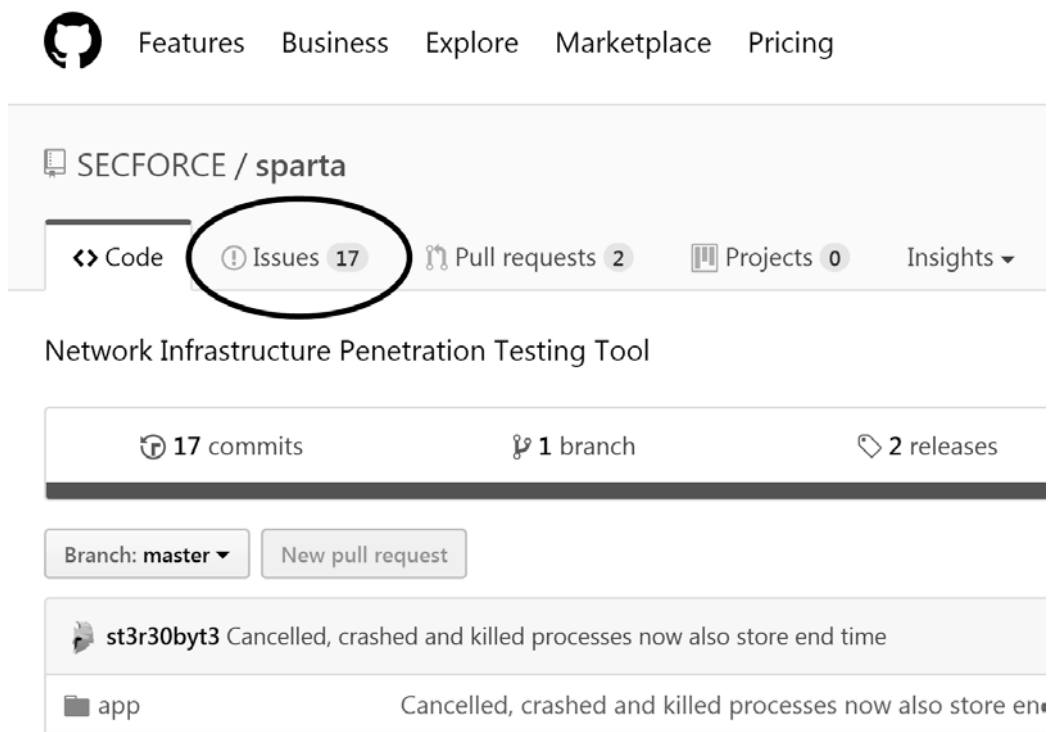 Features Business Explore Marketplace Pricing
SECFORCE / sparta
<> Code Issues 17 Pull requests 2 Projects 0 Insights
Network Infrastructure Penetration Testing Tool
17 commits 1 branch 2 releases
Branch: master New pull request
st3r30byt3 Cancelled, crashed and killed processes now also store end time
app Cancelled, crashed and killed processes now also store en